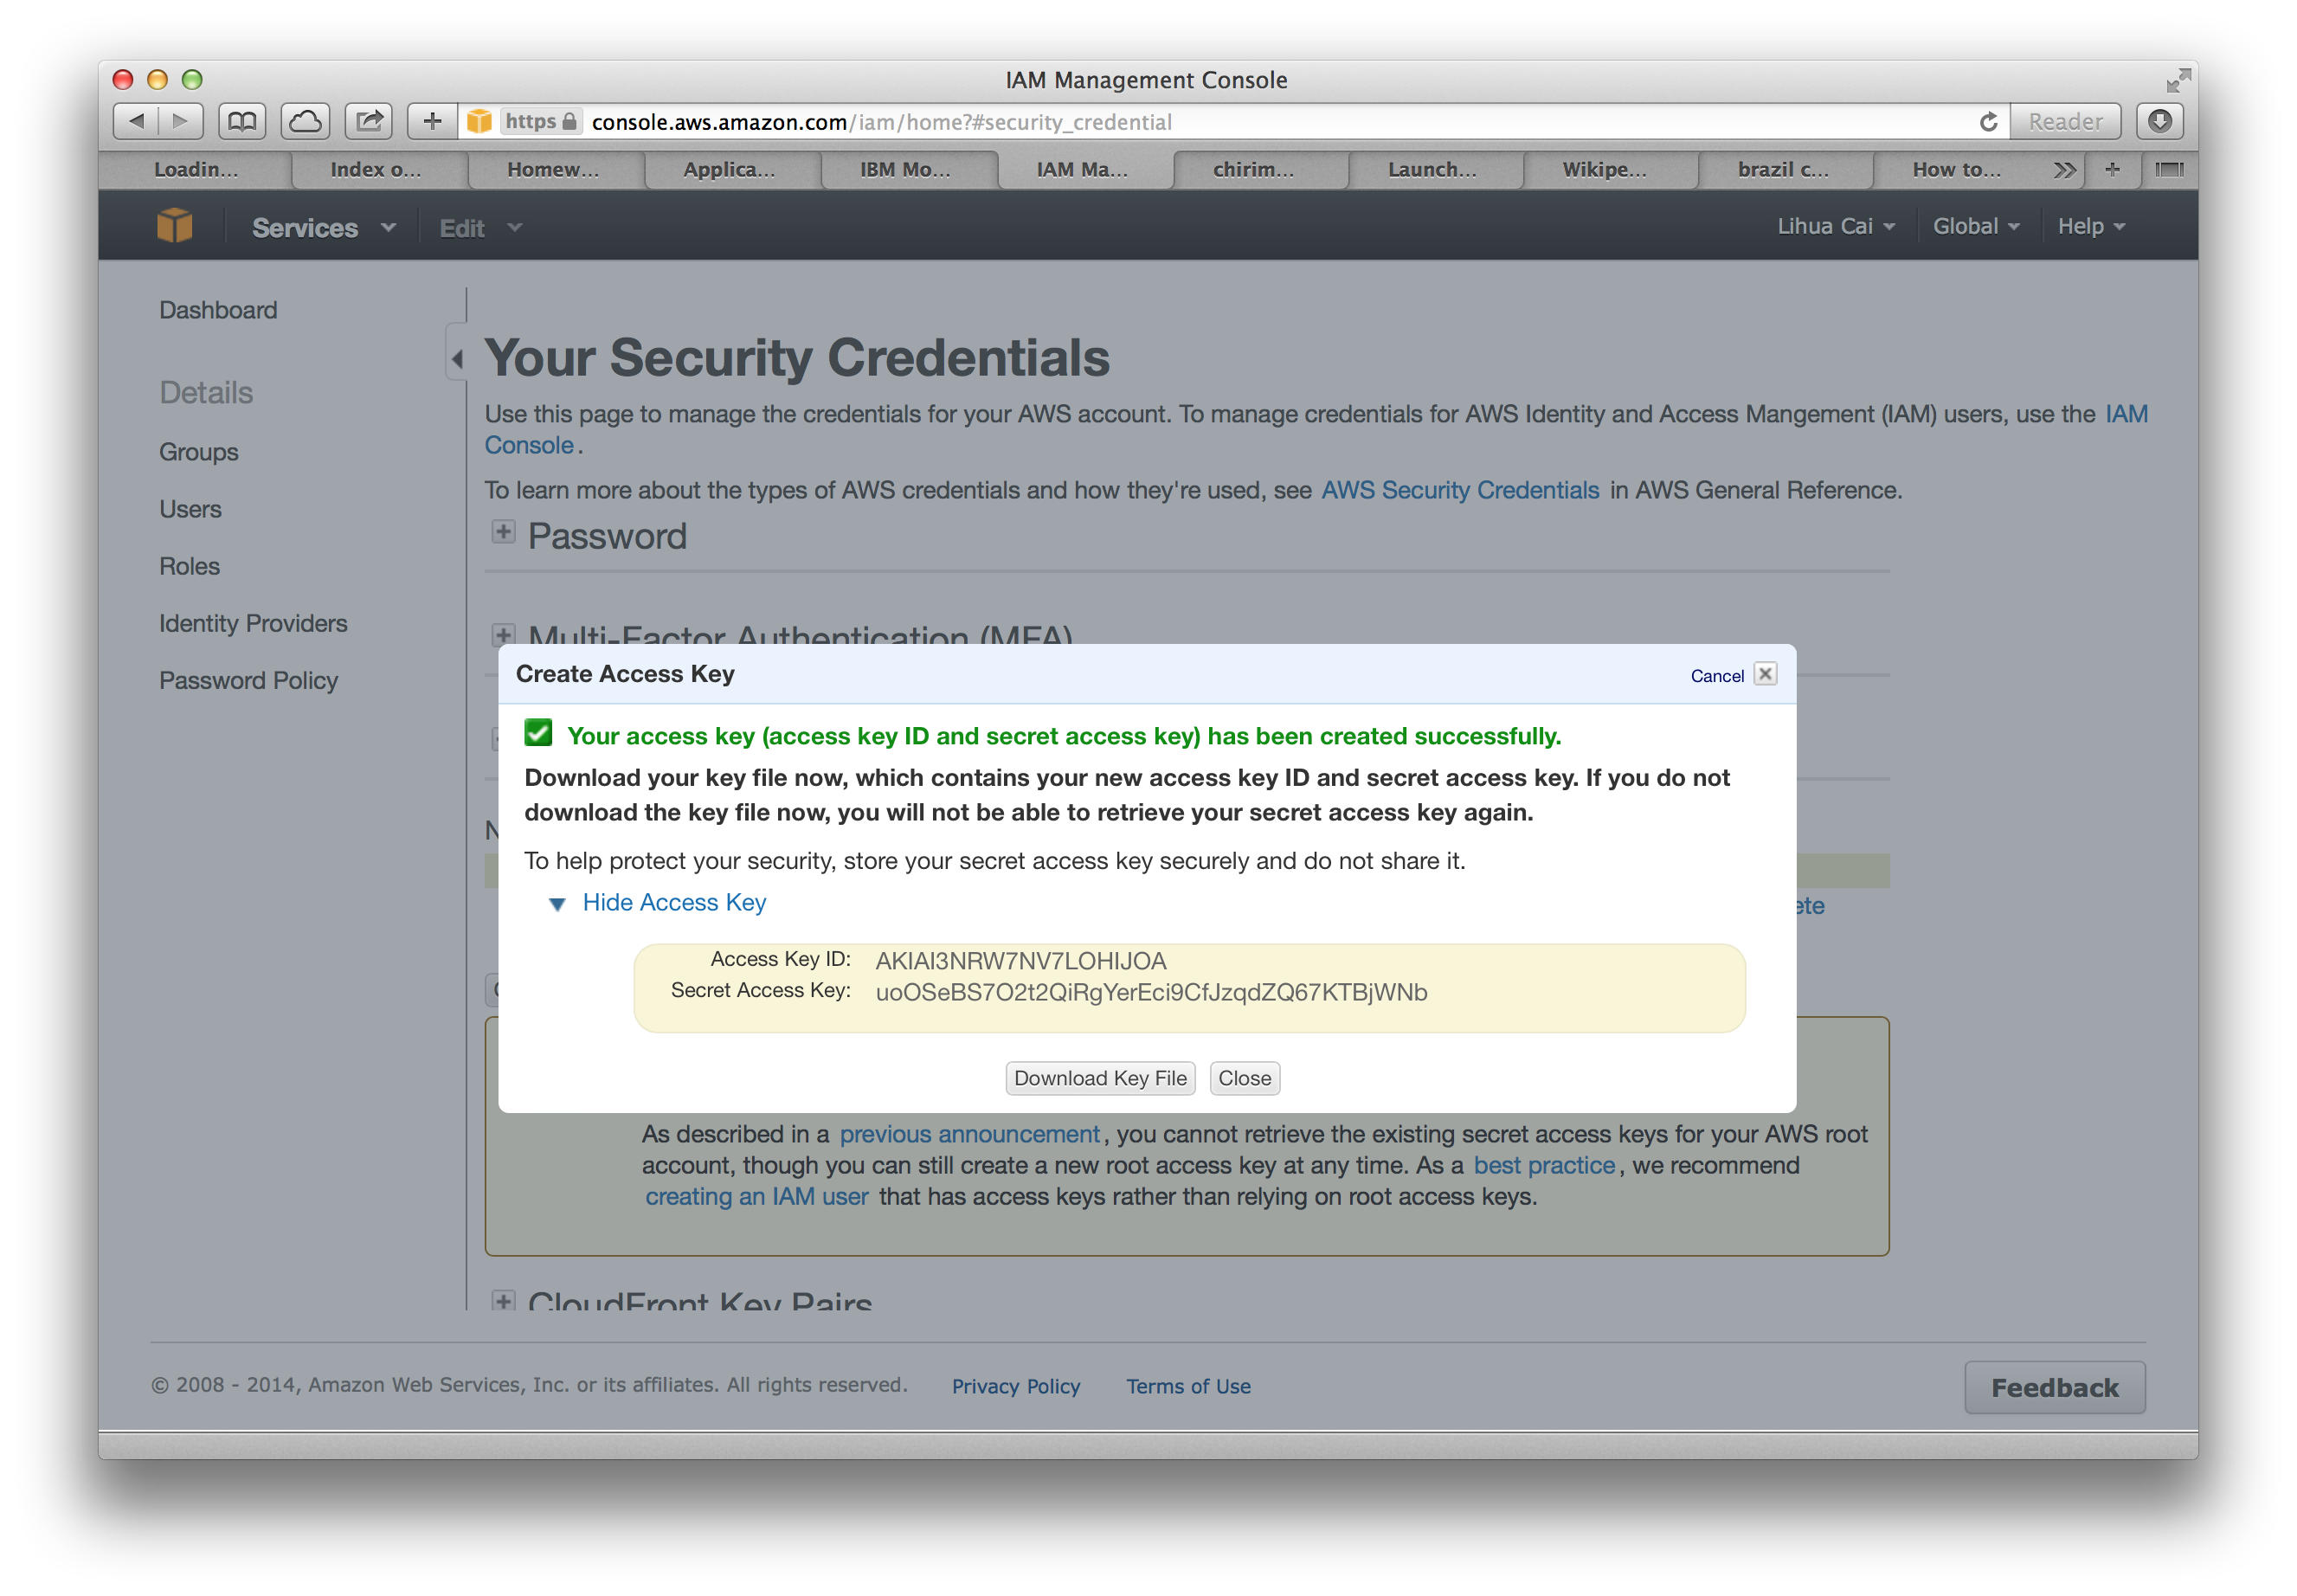 IAM Management Console
https console.aws.amazon.com/iam/home?#security_credential
Reader
Loadin...
Index o...
Homew...
Applica...
IBM Mo...
IAM Ma...
chirim...
Launch...
Wikipe...
brazil c...
How to...
Services
Edit
Lihua Cai
Global
Help
Dashboard
Details
Groups
Users
Roles
Identity Providers
Password Policy
Your Security Credentials
Use this page to manage the credentials for your AWS account. To manage credentials for AWS Identity and Access Mangement (IAM) users, use the IAM
Console.
To learn more about the types of AWS credentials and how they're used, see AWS Security Credentials in AWS General Reference.
Password
Multi-Factor Authentication (MFA)
Create Access Key
Cancel
Your access key (access key ID and secret access key) has been created successfully.
Download your key file now, which contains your new access key ID and secret access key. If you do not
download the key file now, you will not be able to retrieve your secret access key again.
To help protect your security, store your secret access key securely and do not share it.
Hide Access Key
Access Key ID: AKIAI3NRW7NV7LOHIJOA
Secret Access Key: uoOSeBS7O2t2QiRgYerEci9CfJzqdZQ67KTBjWNb
Download Key File
Close
As described in a previous announcement, you cannot retrieve the existing secret access keys for your AWS root
account, though you can still create a new root access key at any time. As a best practice, we recommend
creating an IAM user that has access keys rather than relying on root access keys.
CloudFront Key Pairs
© 2008 - 2014, Amazon Web Services, Inc. or its affiliates. All rights reserved.
Privacy Policy
Terms of Use
Feedback